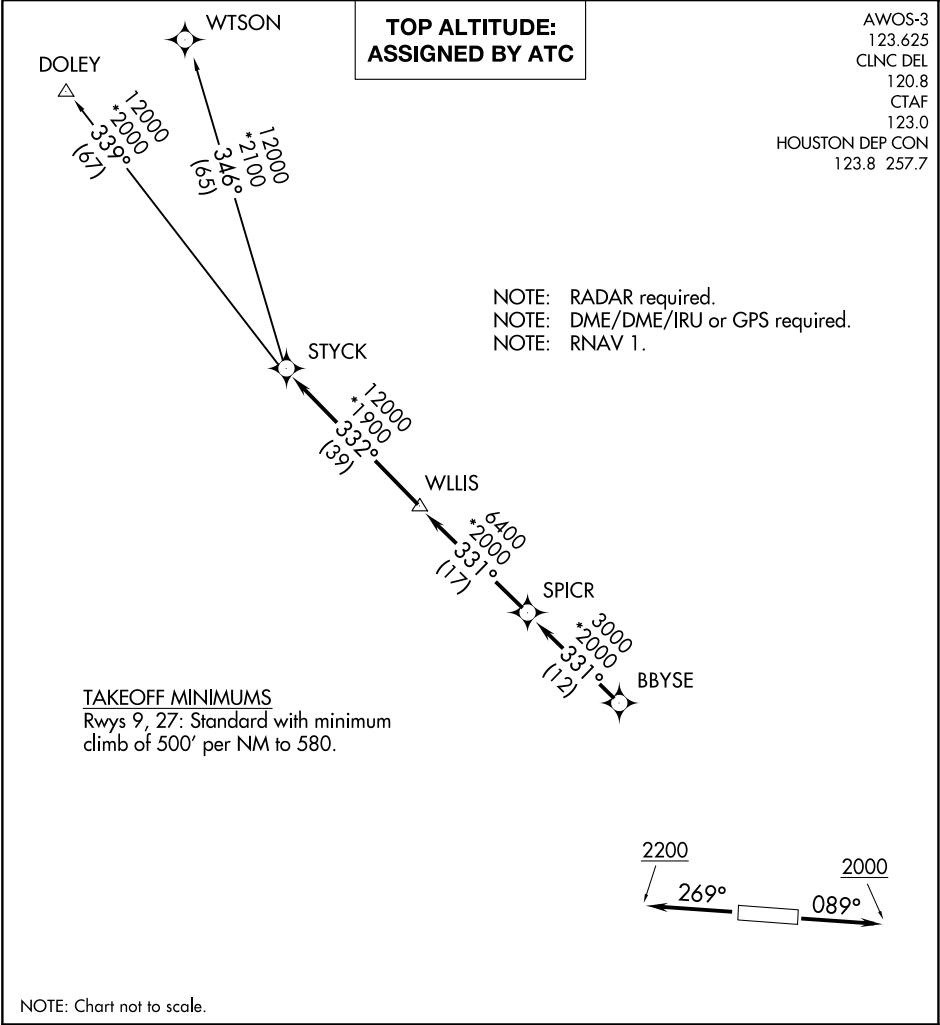 TOP ALTITUDE:
ASSIGNED BY ATC
AWOS-3
123.625
CLNC DEL
120.8
CTAF
123.0
HOUSTON DEP CON
123.8 257.7
WTSON
DOLEY
12000
*2000
339°
(67)
12000
*2100
346°
(65)
NOTE: RADAR required.
NOTE: DME/DME/IRU or GPS required.
NOTE: RNAV 1.
STYCK
12000
*1900
332°
(39)
WLLIS
6400
*2000
331°
(17)
SPICR
3000
*2000
331°
(12)
BBYSE
TAKEOFF MINIMUMS
Rwys 9, 27: Standard with minimum
climb of 500' per NM to 580.
2200
2000
269°
089°
NOTE: Chart not to scale.